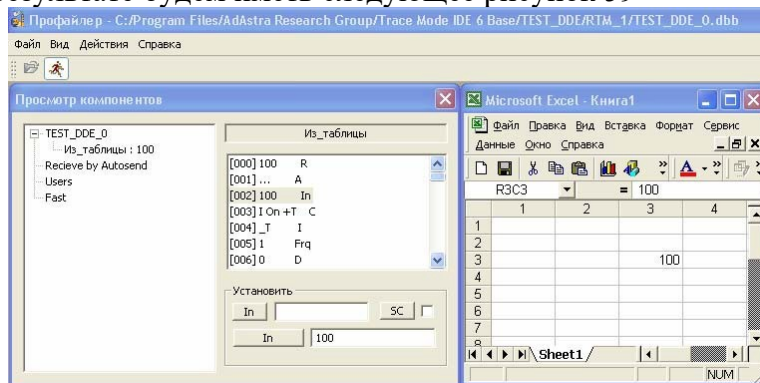 Профайлер - C:/Program Files/AdAstra Research Group/Trace Mode IDE 6 Base/TEST_DDE/RTM_1/TEST_DDE_0.dbb
Файл Вид Действия Справка
Просмотр компонентов
TEST_DDE_0
Из_таблицы : 100
Recieve by Autosend
Users
Fast
Из_таблицы
[000] 100 R
[001] ... A
[002] 100 In
[003] I On +T C
[004] _T I
[005] 1 Frq
[006] 0 D
Установить
In SC
In 100
Microsoft Excel - Книга1
Файл Правка Вид Вставка Формат Сервис
Данные Окно Справка
R3C3 = 100
1 2 3 4
1
2
3 100
4
5
6
7
8
Sheet1
NUM